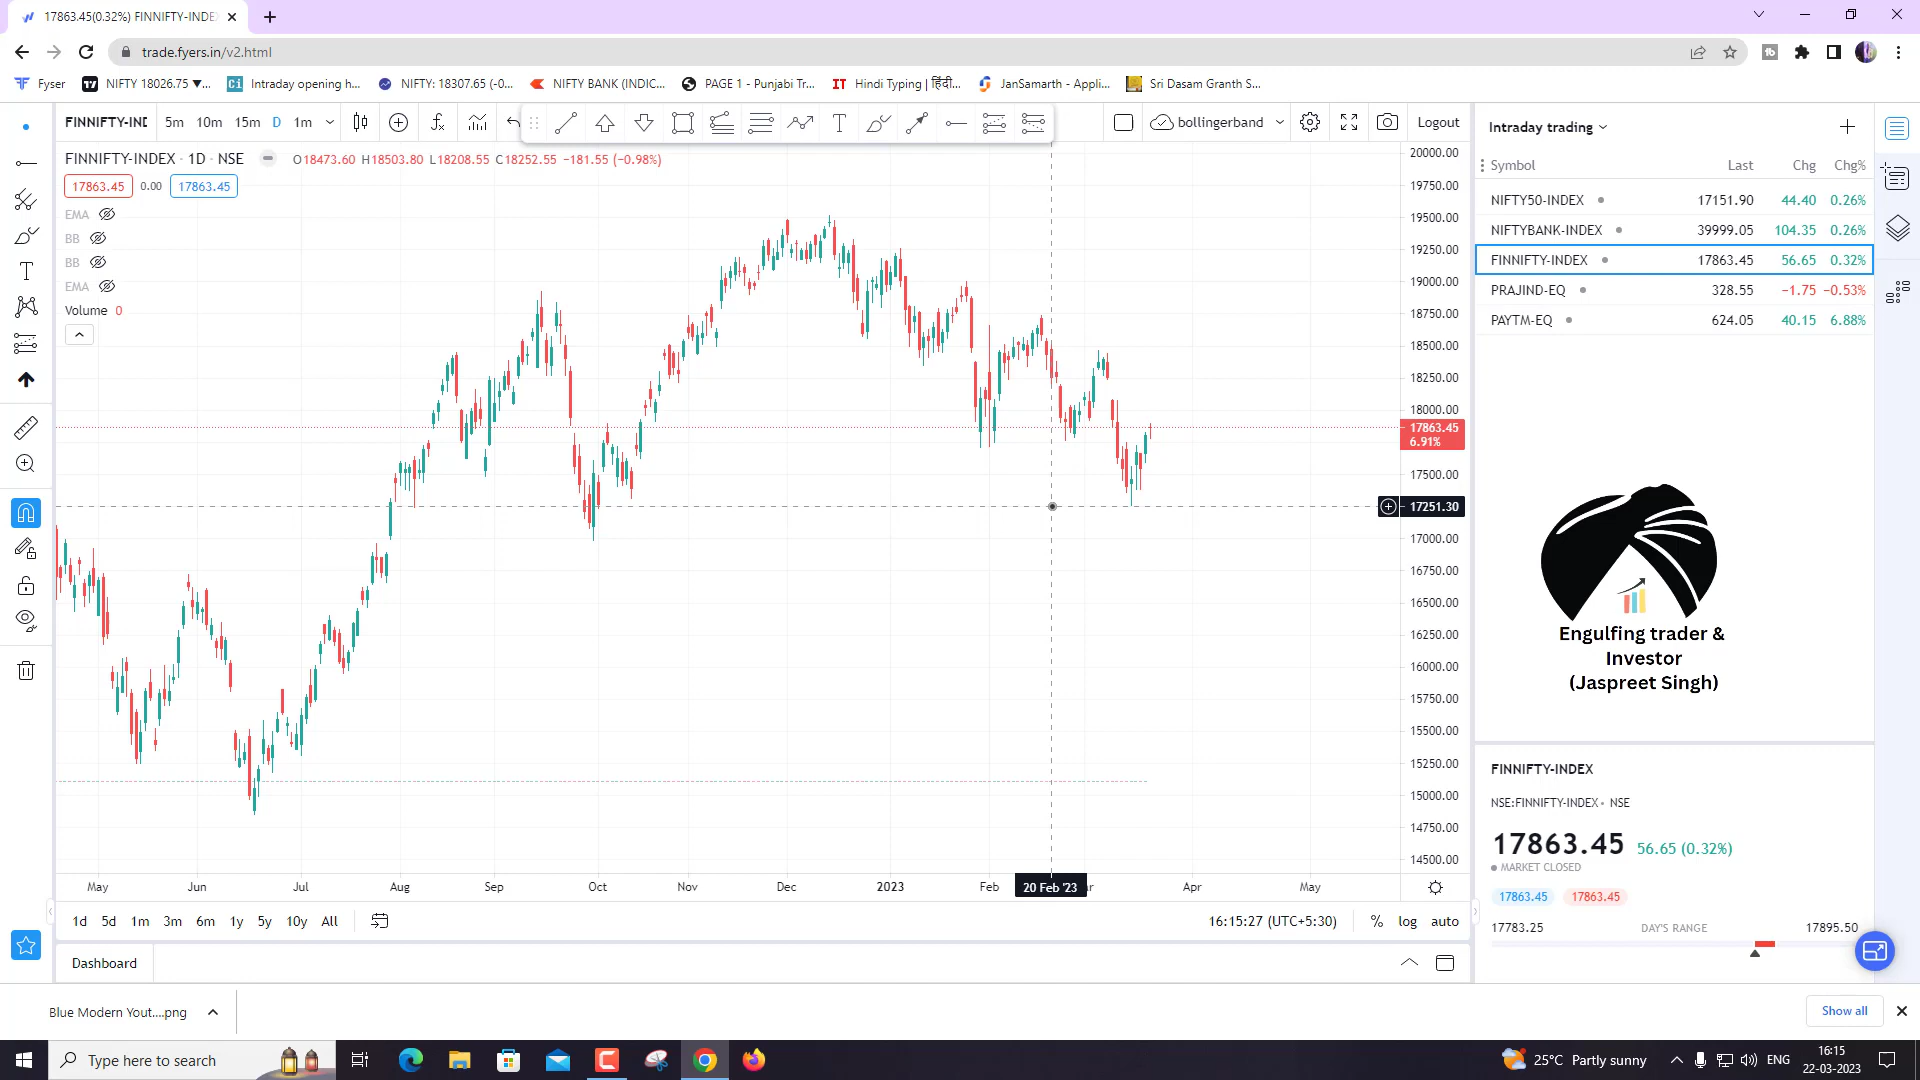 17863.45(0.32%) FINNIFTY-INDE
trade.fyers.in/v2.html
Fyser
NIFTY 18026.75 ▼...
Intraday opening h...
NIFTY: 18307.65 (-0...
NIFTY BANK (INDIC...
PAGE 1 - Punjabi Tr...
Hindi Typing | हिंदी...
JanSamarth - Appli...
Sri Dasam Granth S...
FINNIFTY-IND 5m 10m 15m D 1m
bollingerband
Logout
FINNIFTY-INDEX · 1D · NSE O18473.60 H18503.80 L18208.55 C18252.55 −181.55 (−0.98%)
17863.45 0.00 17863.45
EMA
BB
BB
EMA
Volume 0
20000.00
19750.00
19500.00
19250.00
19000.00
18750.00
18500.00
18250.00
18000.00
17863.45
6.91%
17500.00
17251.30
17000.00
16750.00
16500.00
16250.00
16000.00
15750.00
15500.00
15250.00
15000.00
14750.00
14500.00
May Jun Jul Aug Sep Oct Nov Dec 2023 Feb 20 Feb '23 Apr May
1d 5d 1m 3m 6m 1y 5y 10y All
16:15:27 (UTC+5:30) % log auto
Dashboard
Intraday trading
Symbol Last Chg Chg%
NIFTY50-INDEX 17151.90 44.40 0.26%
NIFTYBANK-INDEX 39999.05 104.35 0.26%
FINNIFTY-INDEX 17863.45 56.65 0.32%
PRAJIND-EQ 328.55 −1.75 −0.53%
PAYTM-EQ 624.05 40.15 6.88%
Engulfing trader &
Investor
(Jaspreet Singh)
FINNIFTY-INDEX
NSE:FINNIFTY-INDEX • NSE
17863.45 56.65 (0.32%)
MARKET CLOSED
17863.45 17863.45
17783.25 DAY'S RANGE 17895.50
Blue Modern Yout....png
Show all
Type here to search
25°C Partly sunny
ENG
16:15
22-03-2023